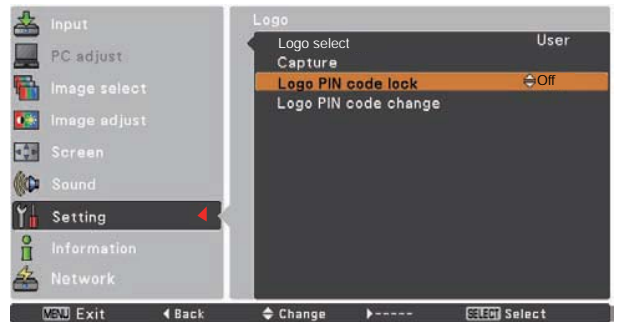 Input
PC adjust
Image select
Image adjust
Screen
Sound
Setting
Information
Network
Logo
Logo select User
Capture
Logo PIN code lock Off
Logo PIN code change
MENU Exit Back Change ----- SELECT Select